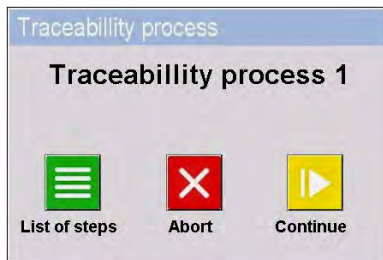 Traceabillity process
Traceabillity process 1
List of steps Abort Continue